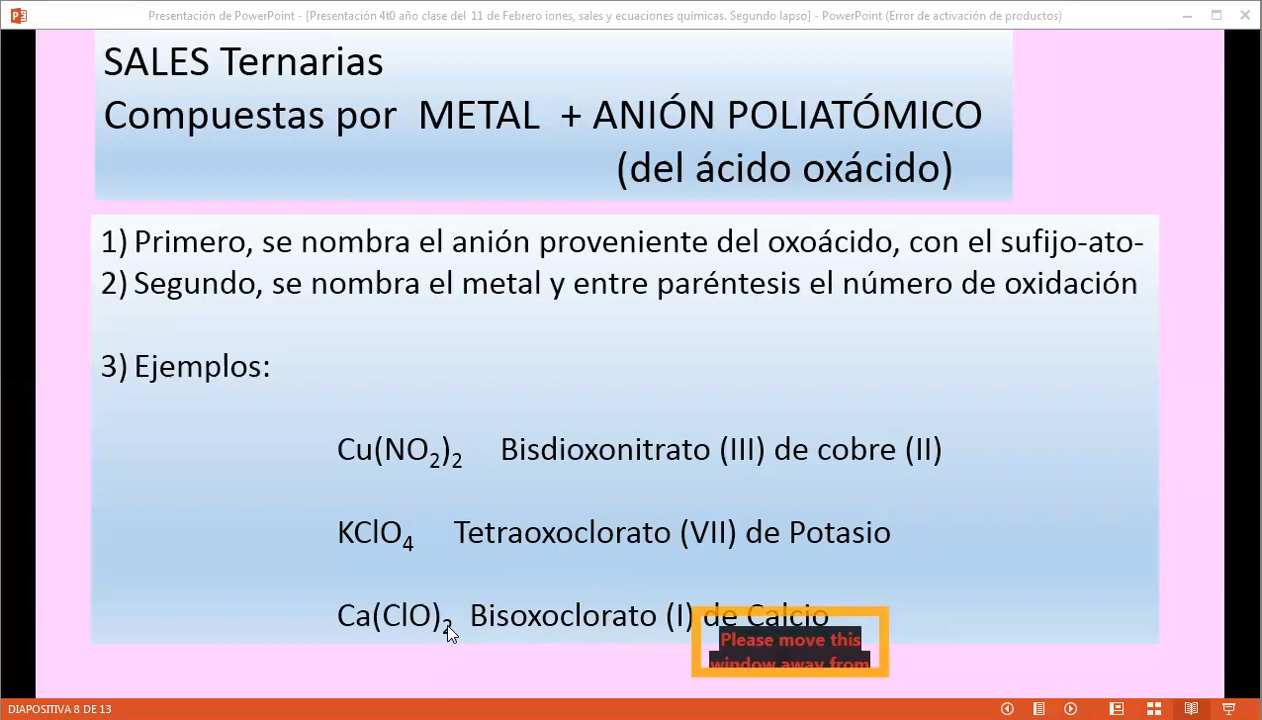 Presentación de PowerPoint - [Presentación 4t0 año clase del 11 de Febrero iones, sales y ecuaciones químicas. Segundo lapso] - PowerPoint (Error de activación de productos)
SALES Ternarias
Compuestas por METAL + ANIÓN POLIATÓMICO
(del ácido oxácido)
1) Primero, se nombra el anión proveniente del oxoácido, con el sufijo-ato-
2) Segundo, se nombra el metal y entre paréntesis el número de oxidación
3) Ejemplos:
Cu(NO₂)₂ Bisdioxonitrato (III) de cobre (II)
KClO₄ Tetraoxoclorato (VII) de Potasio
Ca(ClO)₂ Bisoxoclorato (I) de Calcio
Please move this
window away from
DIAPOSITIVA 8 DE 13